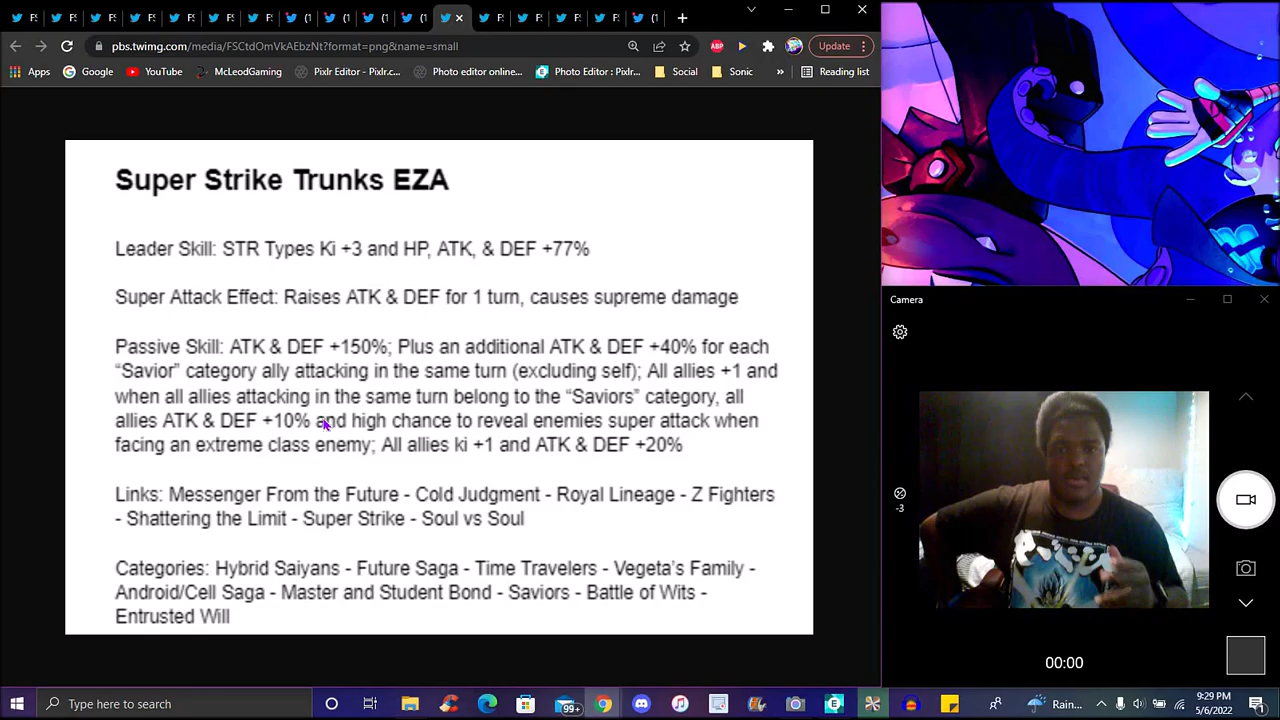 pbs.twimg.com/media/FSCtdOmVkAEbzNt?format=png&name=small
ABP
Update
Apps
Google
YouTube
McLeodGaming
Pixlr Editor - Pixlr.c...
Photo editor online...
Photo Editor : Pixlr...
Social
Sonic
»
Reading list
Super Strike Trunks EZA
Leader Skill: STR Types Ki +3 and HP, ATK, & DEF +77%
Super Attack Effect: Raises ATK & DEF for 1 turn, causes supreme damage
Passive Skill: ATK & DEF +150%; Plus an additional ATK & DEF +40% for each
"Savior" category ally attacking in the same turn (excluding self); All allies +1 and
when all allies attacking in the same turn belong to the "Saviors" category, all
allies ATK & DEF +10% and high chance to reveal enemies super attack when
facing an extreme class enemy; All allies ki +1 and ATK & DEF +20%
Links: Messenger From the Future - Cold Judgment - Royal Lineage - Z Fighters
- Shattering the Limit - Super Strike - Soul vs Soul
Categories: Hybrid Saiyans - Future Saga - Time Travelers - Vegeta's Family -
Android/Cell Saga - Master and Student Bond - Saviors - Battle of Wits -
Entrusted Will
Camera
-3
00:00
Type here to search
99+
Rain...
9:29 PM
5/6/2022